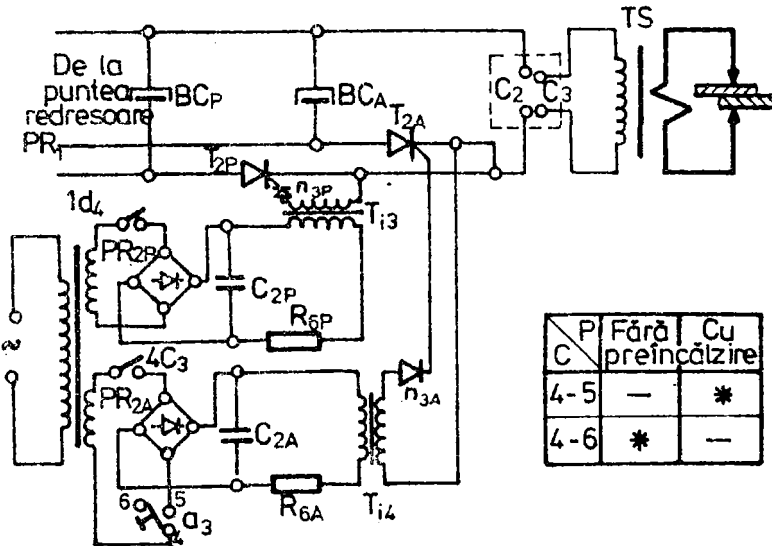 TS
De la
puntea
redresoare
PR1
BCP
BCA
C2
C3
T2A
T2P
n3P
Ti3
1d4
PR2P
C2P
R6P
≈
4C3
PR2A
C2A
n3A
R6A
Ti4
6
5
4
a3
P
C
Fără
Cu
preîncălzire
4-5 — *
4-6 * —